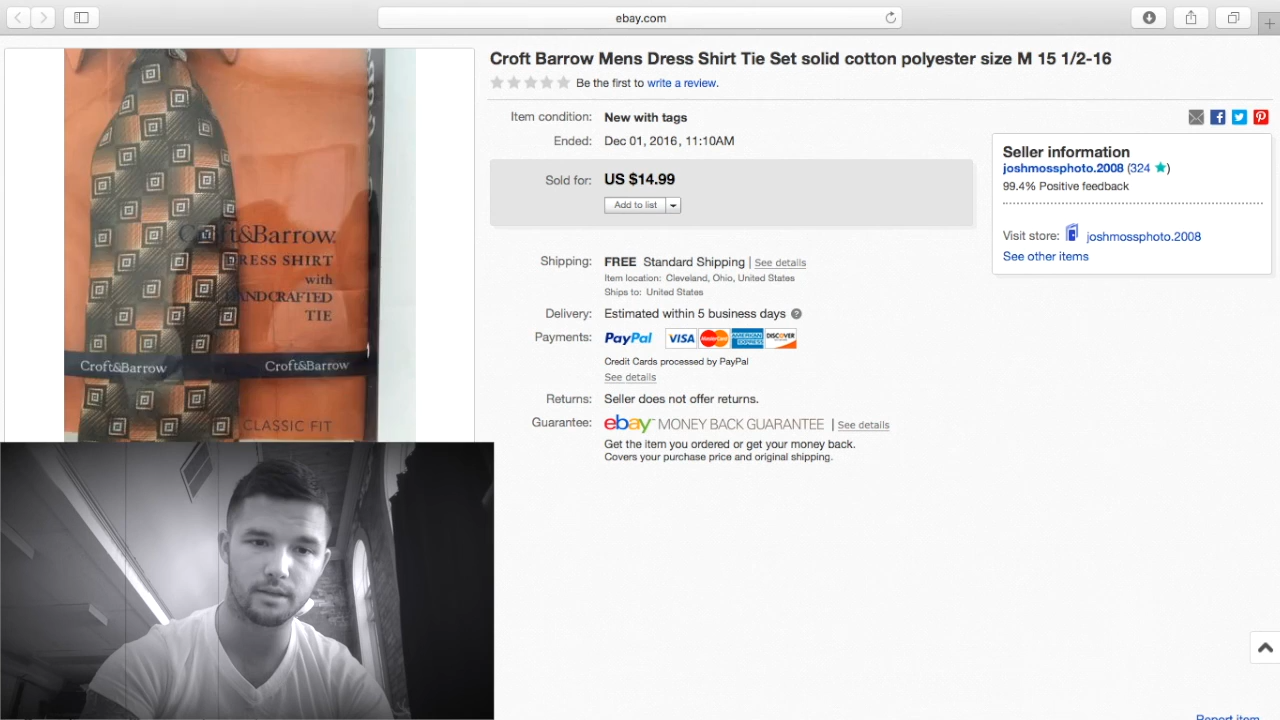 ebay.com
Croft Barrow Mens Dress Shirt Tie Set solid cotton polyester size M 15 1/2-16
Be the first to write a review.
Item condition: New with tags
Ended: Dec 01, 2016, 11:10AM
Sold for: US $14.99
Add to list
Shipping: FREE Standard Shipping | See details
Item location: Cleveland, Ohio, United States
Ships to: United States
Delivery: Estimated within 5 business days
Payments: PayPal VISA MasterCard AMERICAN EXPRESS DISCOVER
Credit Cards processed by PayPal
See details
Returns: Seller does not offer returns.
Guarantee: ebay MONEY BACK GUARANTEE | See details
Get the item you ordered or get your money back.
Covers your purchase price and original shipping.
Seller information
joshmossphoto.2008 (324 ★)
99.4% Positive feedback
Visit store: joshmossphoto.2008
See other items
Croft&Barrow
DRESS SHIRT
with
HANDCRAFTED
TIE
Croft&Barrow Croft&Barrow
CLASSIC FIT
Report item